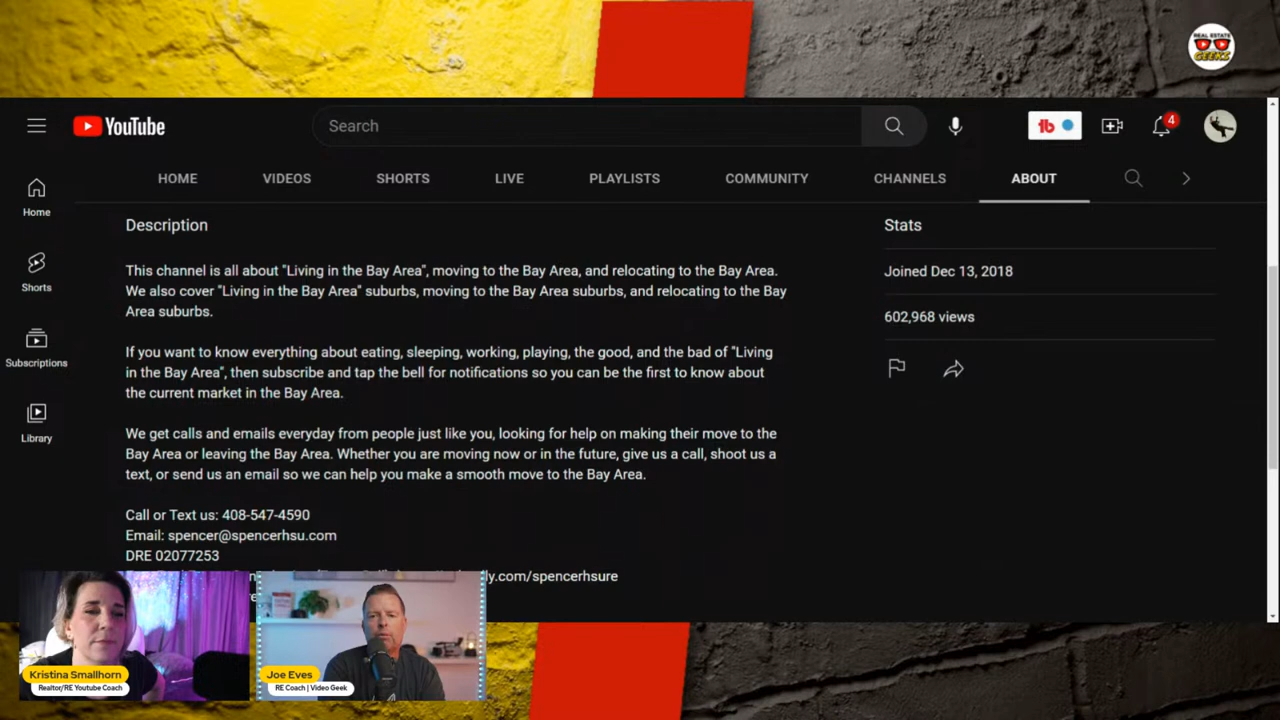 REAL ESTATE
GEEKS
YouTube
Search
4
HOME
VIDEOS
SHORTS
LIVE
PLAYLISTS
COMMUNITY
CHANNELS
ABOUT
Home
Shorts
Subscriptions
Library
Description
This channel is all about "Living in the Bay Area", moving to the Bay Area, and relocating to the Bay Area.
We also cover "Living in the Bay Area" suburbs, moving to the Bay Area suburbs, and relocating to the Bay
Area suburbs.
If you want to know everything about eating, sleeping, working, playing, the good, and the bad of "Living
in the Bay Area", then subscribe and tap the bell for notifications so you can be the first to know about
the current market in the Bay Area.
We get calls and emails everyday from people just like you, looking for help on making their move to the
Bay Area or leaving the Bay Area. Whether you are moving now or in the future, give us a call, shoot us a
text, or send us an email so we can help you make a smooth move to the Bay Area.
Call or Text us: 408-547-4590
Email: spencer@spencerhsu.com
DRE 02077253
ly.com/spencerhsure
Stats
Joined Dec 13, 2018
602,968 views
Kristina Smallhorn
Realtor/RE Youtube Coach
Joe Eves
RE Coach | Video Geek